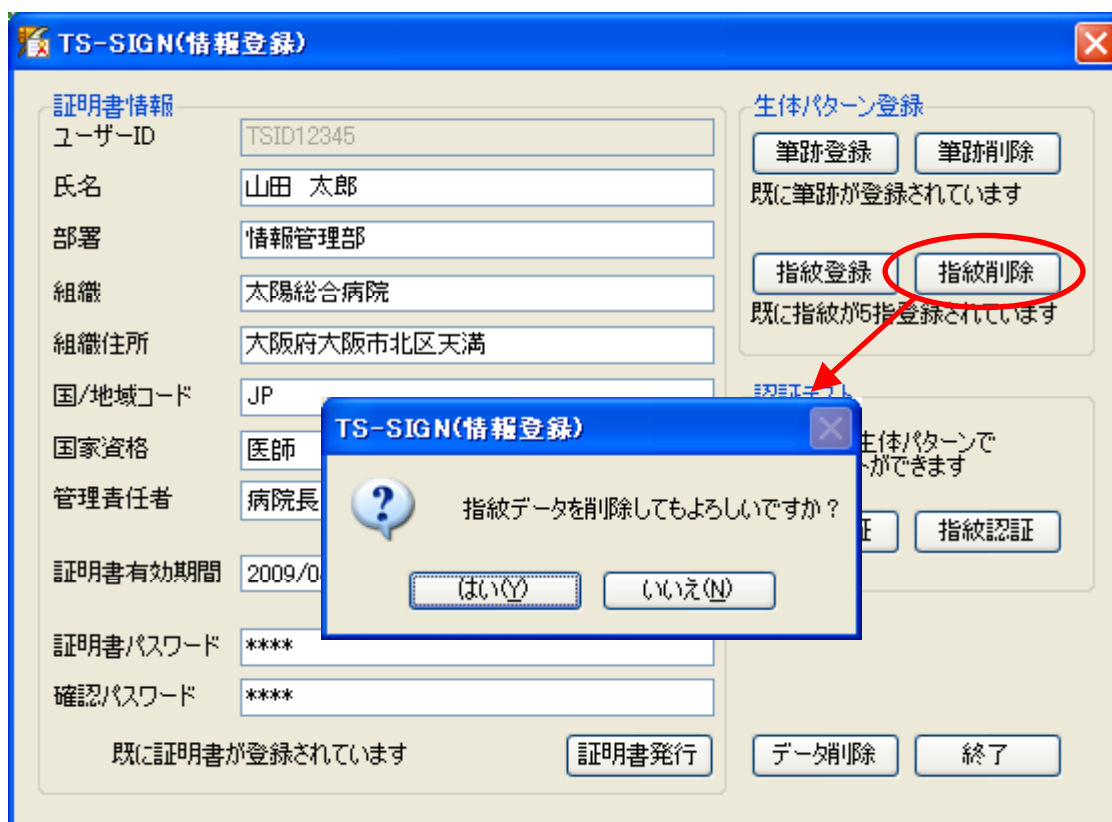 TS-SIGN(情報登録)
証明書情報
ユーザーID
TSID12345
氏名
山田 太郎
部署
情報管理部
組織
太陽総合病院
組織住所
大阪府大阪市北区天満
国/地域コード
JP
国家資格
医師
管理責任者
病院長
証明書有効期間
2009/0
証明書パスワード
****
確認パスワード
****
既に証明書が登録されています
証明書発行
生体パターン登録
筆跡登録
筆跡削除
既に筆跡が登録されています
指紋登録
指紋削除
既に指紋が5指登録されています
認証テスト
生体パターンで
ができます
証
指紋認証
データ削除
終了
TS-SIGN(情報登録)
指紋データを削除してもよろしいですか?
はい(Y)
いいえ(N)